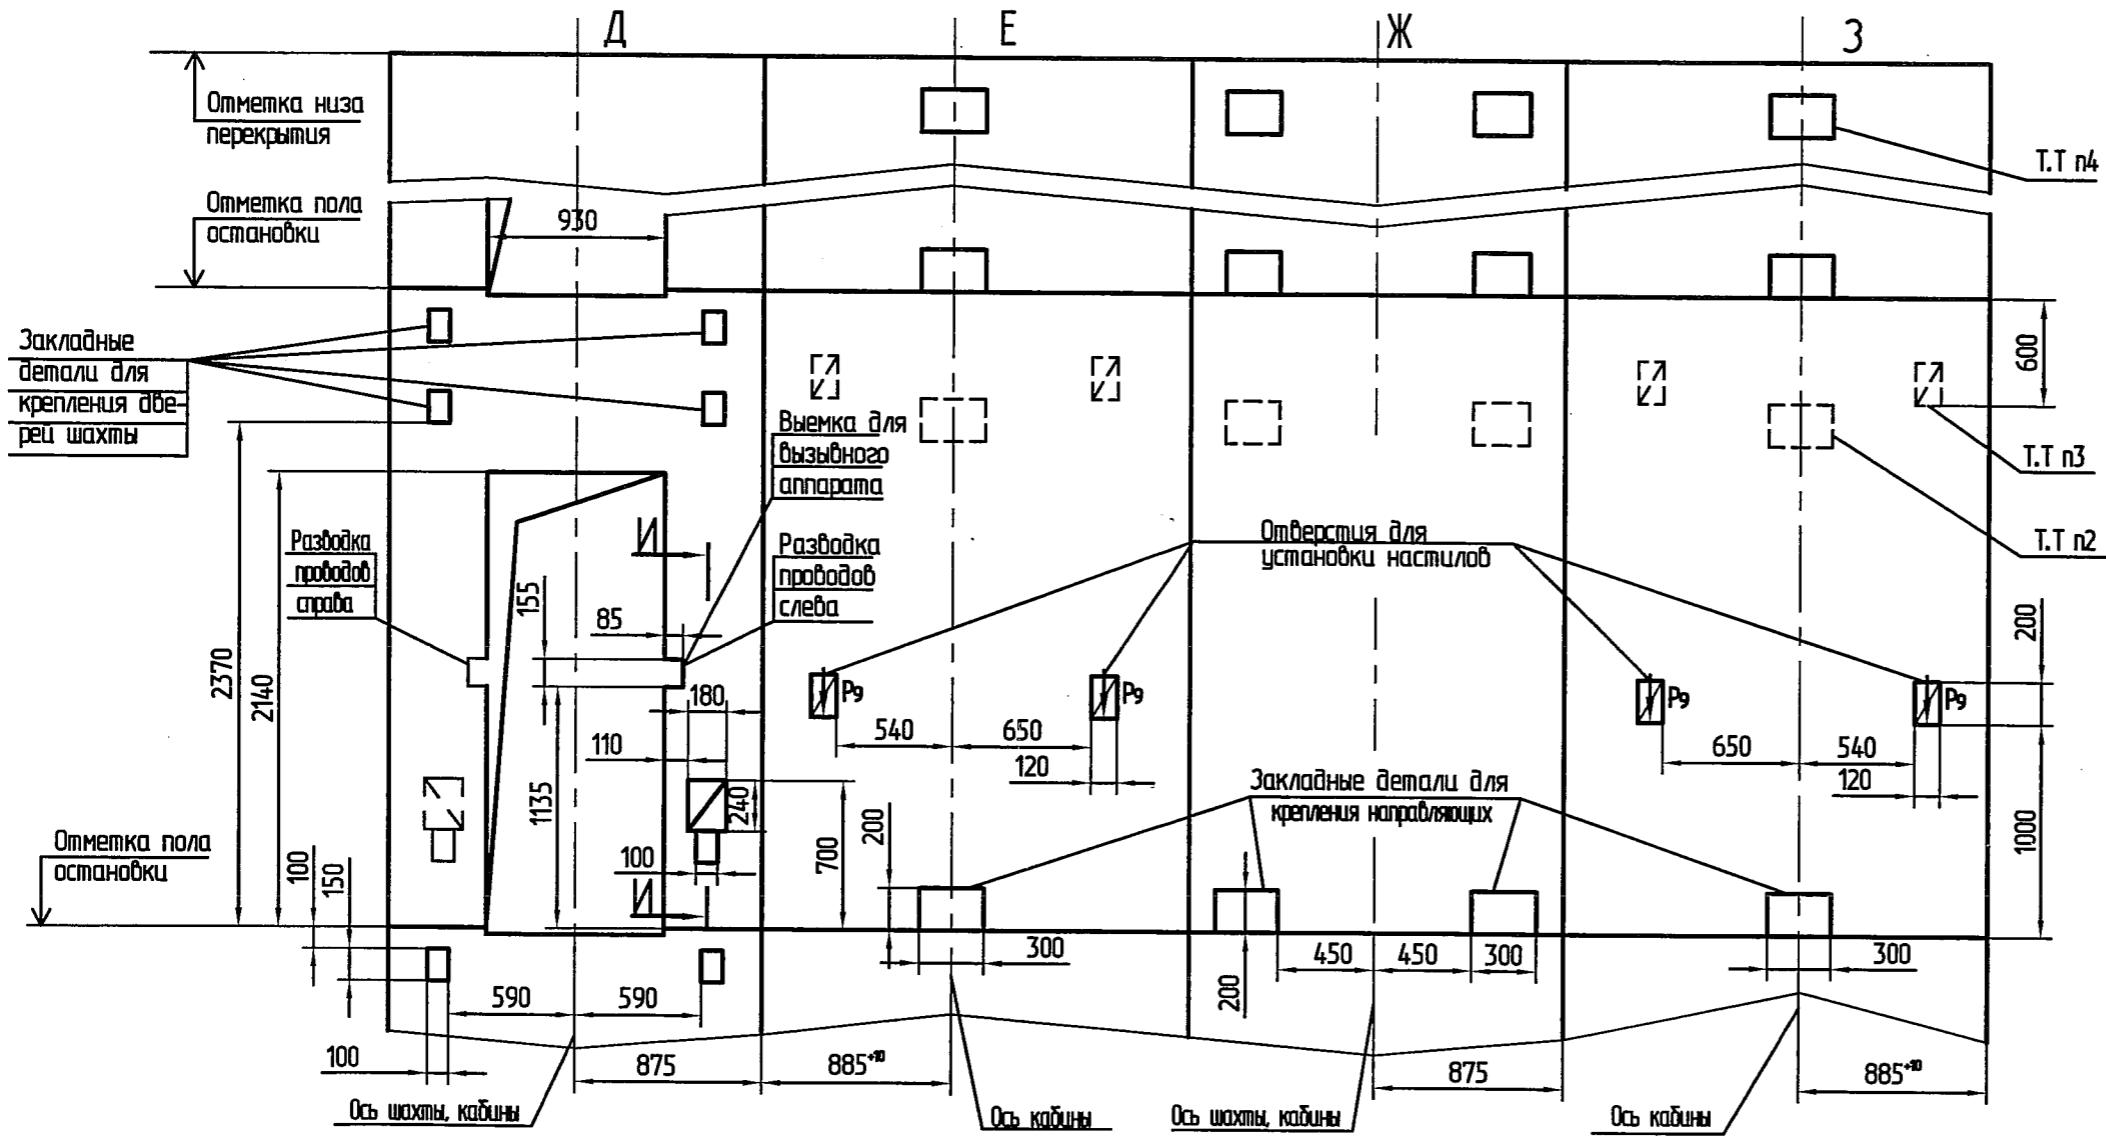 Д
Е
Ж
З
Отметка низа
перекрытия
Т.Т п4
Отметка пола
остановки
930
Закладные
детали для
крепления две-
рей шахты
600
Т.Т п3
Т.Т п2
Выемка для
вызывного
аппарата
Разводка
проводов
справа
И
Разводка
проводов
слева
Отверстия для
установки настилов
155
85
2370
2140
200
180
Р9
Р9
Р9
Р9
540
650
650
540
110
120
120
1135
240
700
Закладные детали для
крепления направляющих
200
1000
Отметка пола
остановки
100
150
100
И
300
450
450
300
300
200
590
590
100
875
885⁺¹⁰
875
885⁺¹⁰
Ось шахты, кабины
Ось кабины
Ось шахты, кабины
Ось кабины